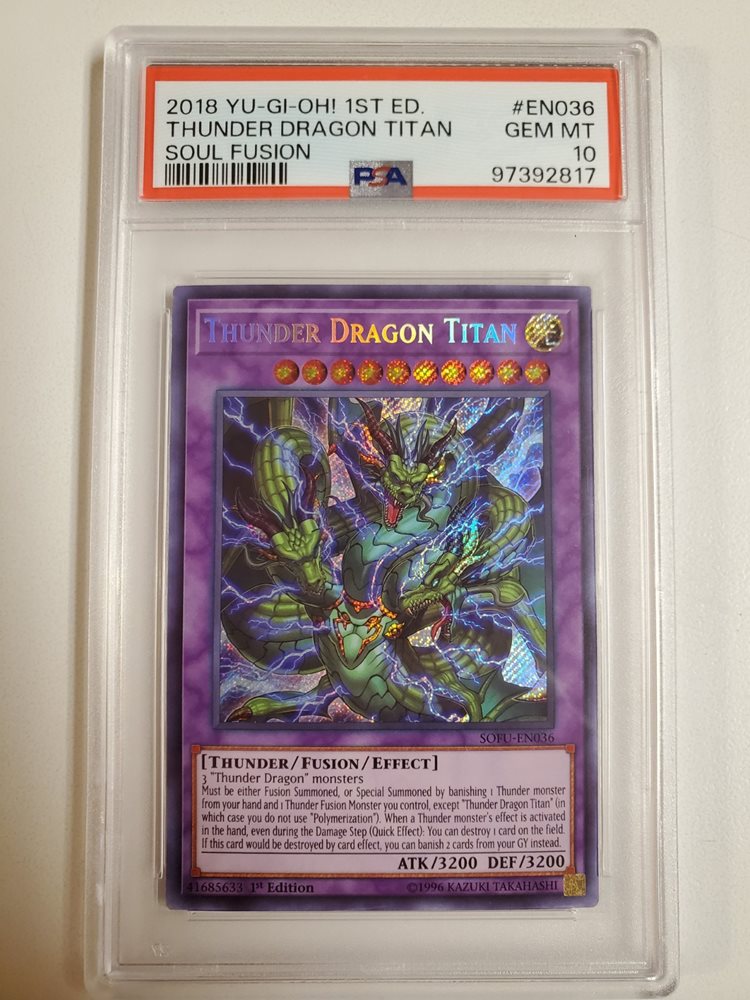 2018 YU-GI-OH! 1ST ED. #EN036
THUNDER DRAGON TITAN GEM MT
SOUL FUSION 10
PSA 97392817
THUNDER DRAGON TITAN
SOFU-EN036
[THUNDER/FUSION/EFFECT]
3 "Thunder Dragon" monsters
Must be either Fusion Summoned, or Special Summoned by banishing 1 Thunder monster
from your hand and 1 Thunder Fusion Monster you control, except "Thunder Dragon Titan" (in
which case you do not use "Polymerization"). When a Thunder monster's effect is activated
in the hand, even during the Damage Step (Quick Effect): You can destroy 1 card on the field.
If this card would be destroyed by card effect, you can banish 2 cards from your GY instead.
ATK/3200 DEF/3200
41685633 1st Edition ©1996 KAZUKI TAKAHASHI